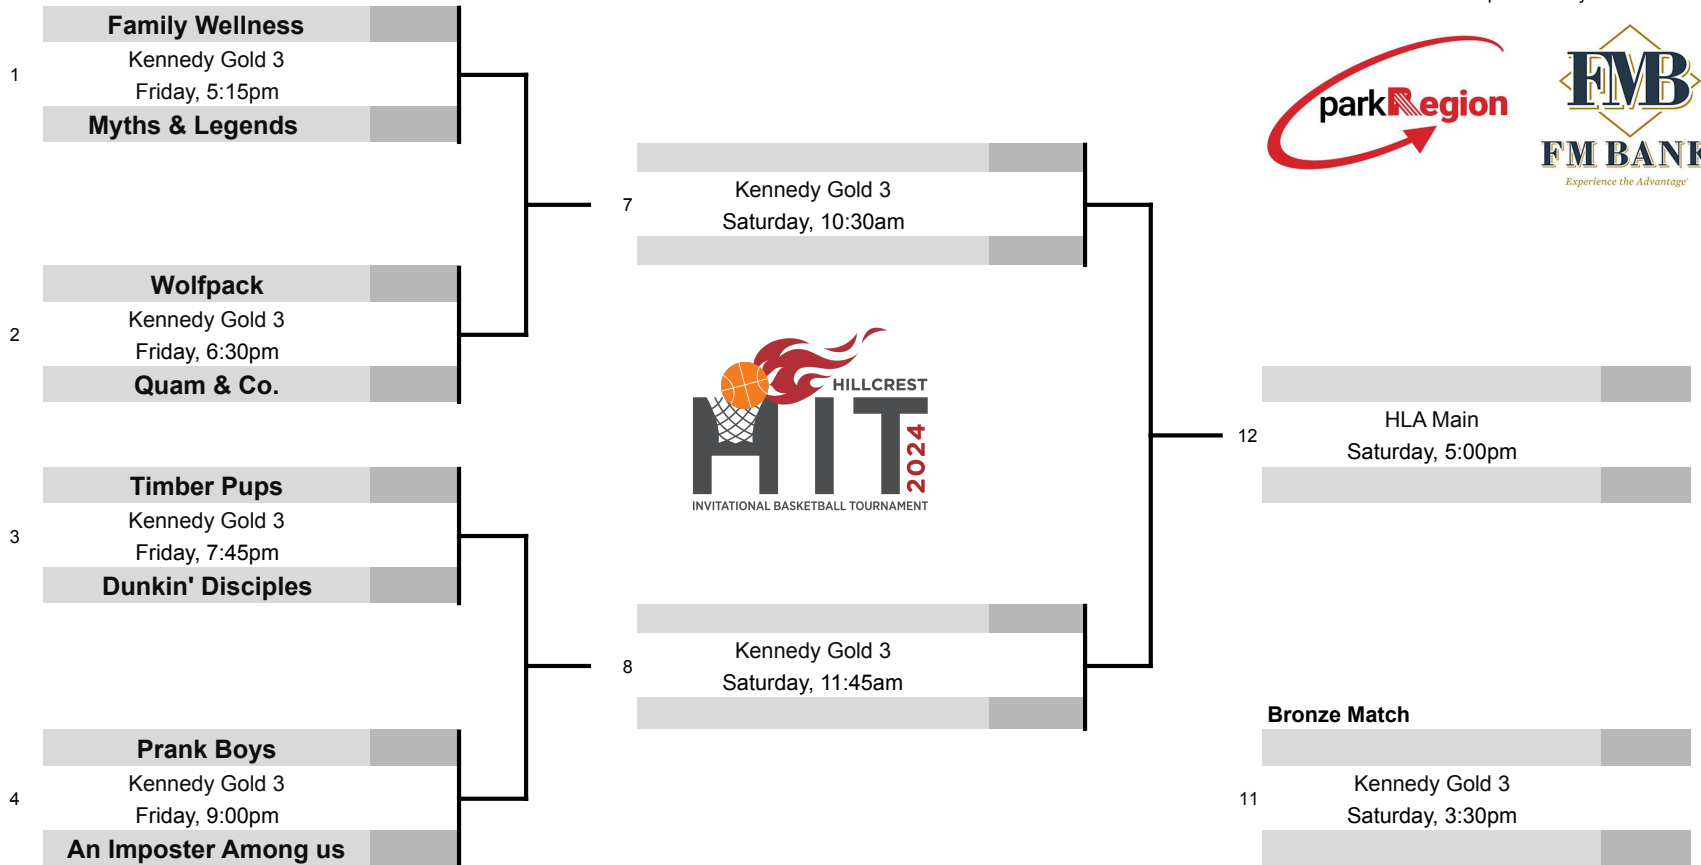 Family Wellness
1
Kennedy Gold 3
Friday, 5:15pm
Myths & Legends
2
Wolfpack
Kennedy Gold 3
Friday, 6:30pm
Quam & Co.
3
Timber Pups
Kennedy Gold 3
Friday, 7:45pm
Dunkin' Disciples
4
Prank Boys
Kennedy Gold 3
Friday, 9:00pm
An Imposter Among us
7
Kennedy Gold 3
Saturday, 10:30am
HILLCREST
HIT
2024
INVITATIONAL BASKETBALL TOURNAMENT
8
Kennedy Gold 3
Saturday, 11:45am
parkRegion
FMB
FM BANK
Experience the Advantage
12
HLA Main
Saturday, 5:00pm
Bronze Match
11
Kennedy Gold 3
Saturday, 3:30pm